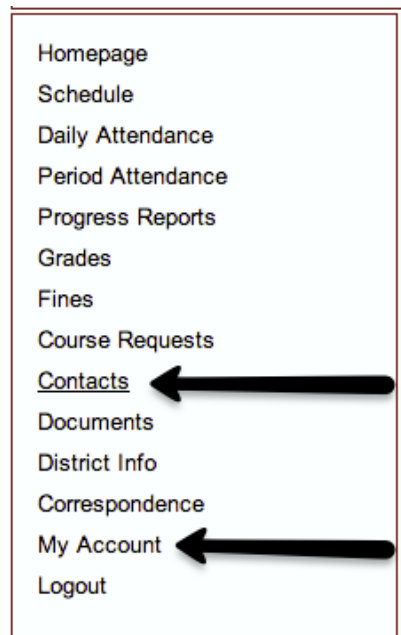 Homepage
Schedule
Daily Attendance
Period Attendance
Progress Reports
Grades
Fines
Course Requests
Contacts
Documents
District Info
Correspondence
My Account
Logout